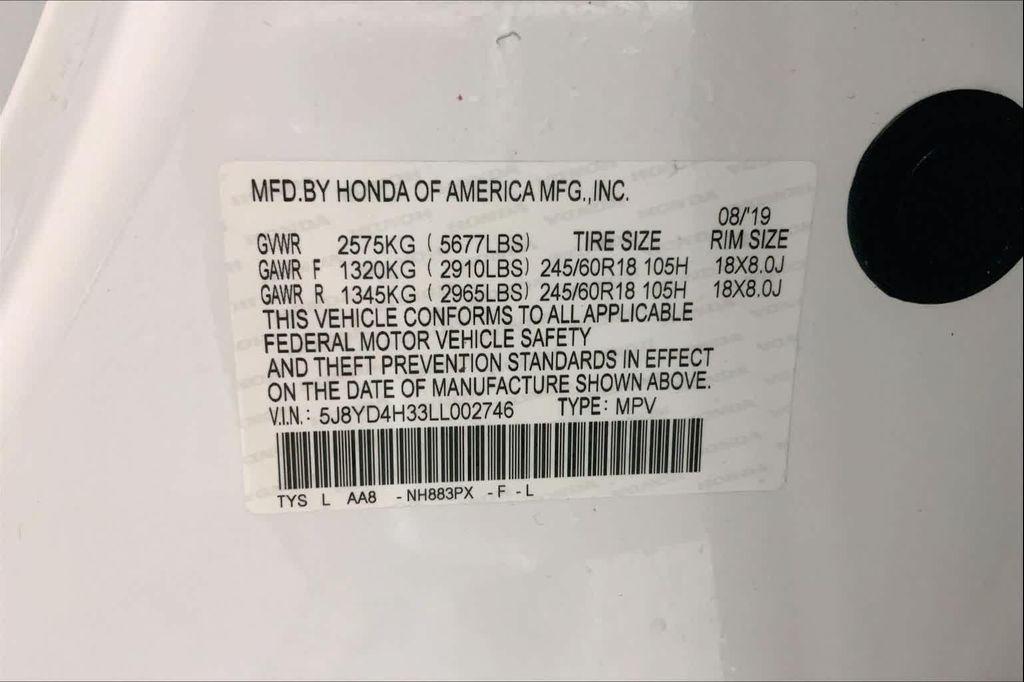 MFD.BY HONDA OF AMERICA MFG.,INC.
08/'19
GVWR 2575KG ( 5677LBS) TIRE SIZE RIM SIZE
GAWR F 1320KG ( 2910LBS) 245/60R18 105H 18X8.0J
GAWR R 1345KG ( 2965LBS) 245/60R18 105H 18X8.0J
THIS VEHICLE CONFORMS TO ALL APPLICABLE
FEDERAL MOTOR VEHICLE SAFETY
AND THEFT PREVENTION STANDARDS IN EFFECT
ON THE DATE OF MANUFACTURE SHOWN ABOVE.
V.I.N.: 5J8YD4H33LL002746 TYPE: MPV
TYS L AA8 -NH883PX -F -L